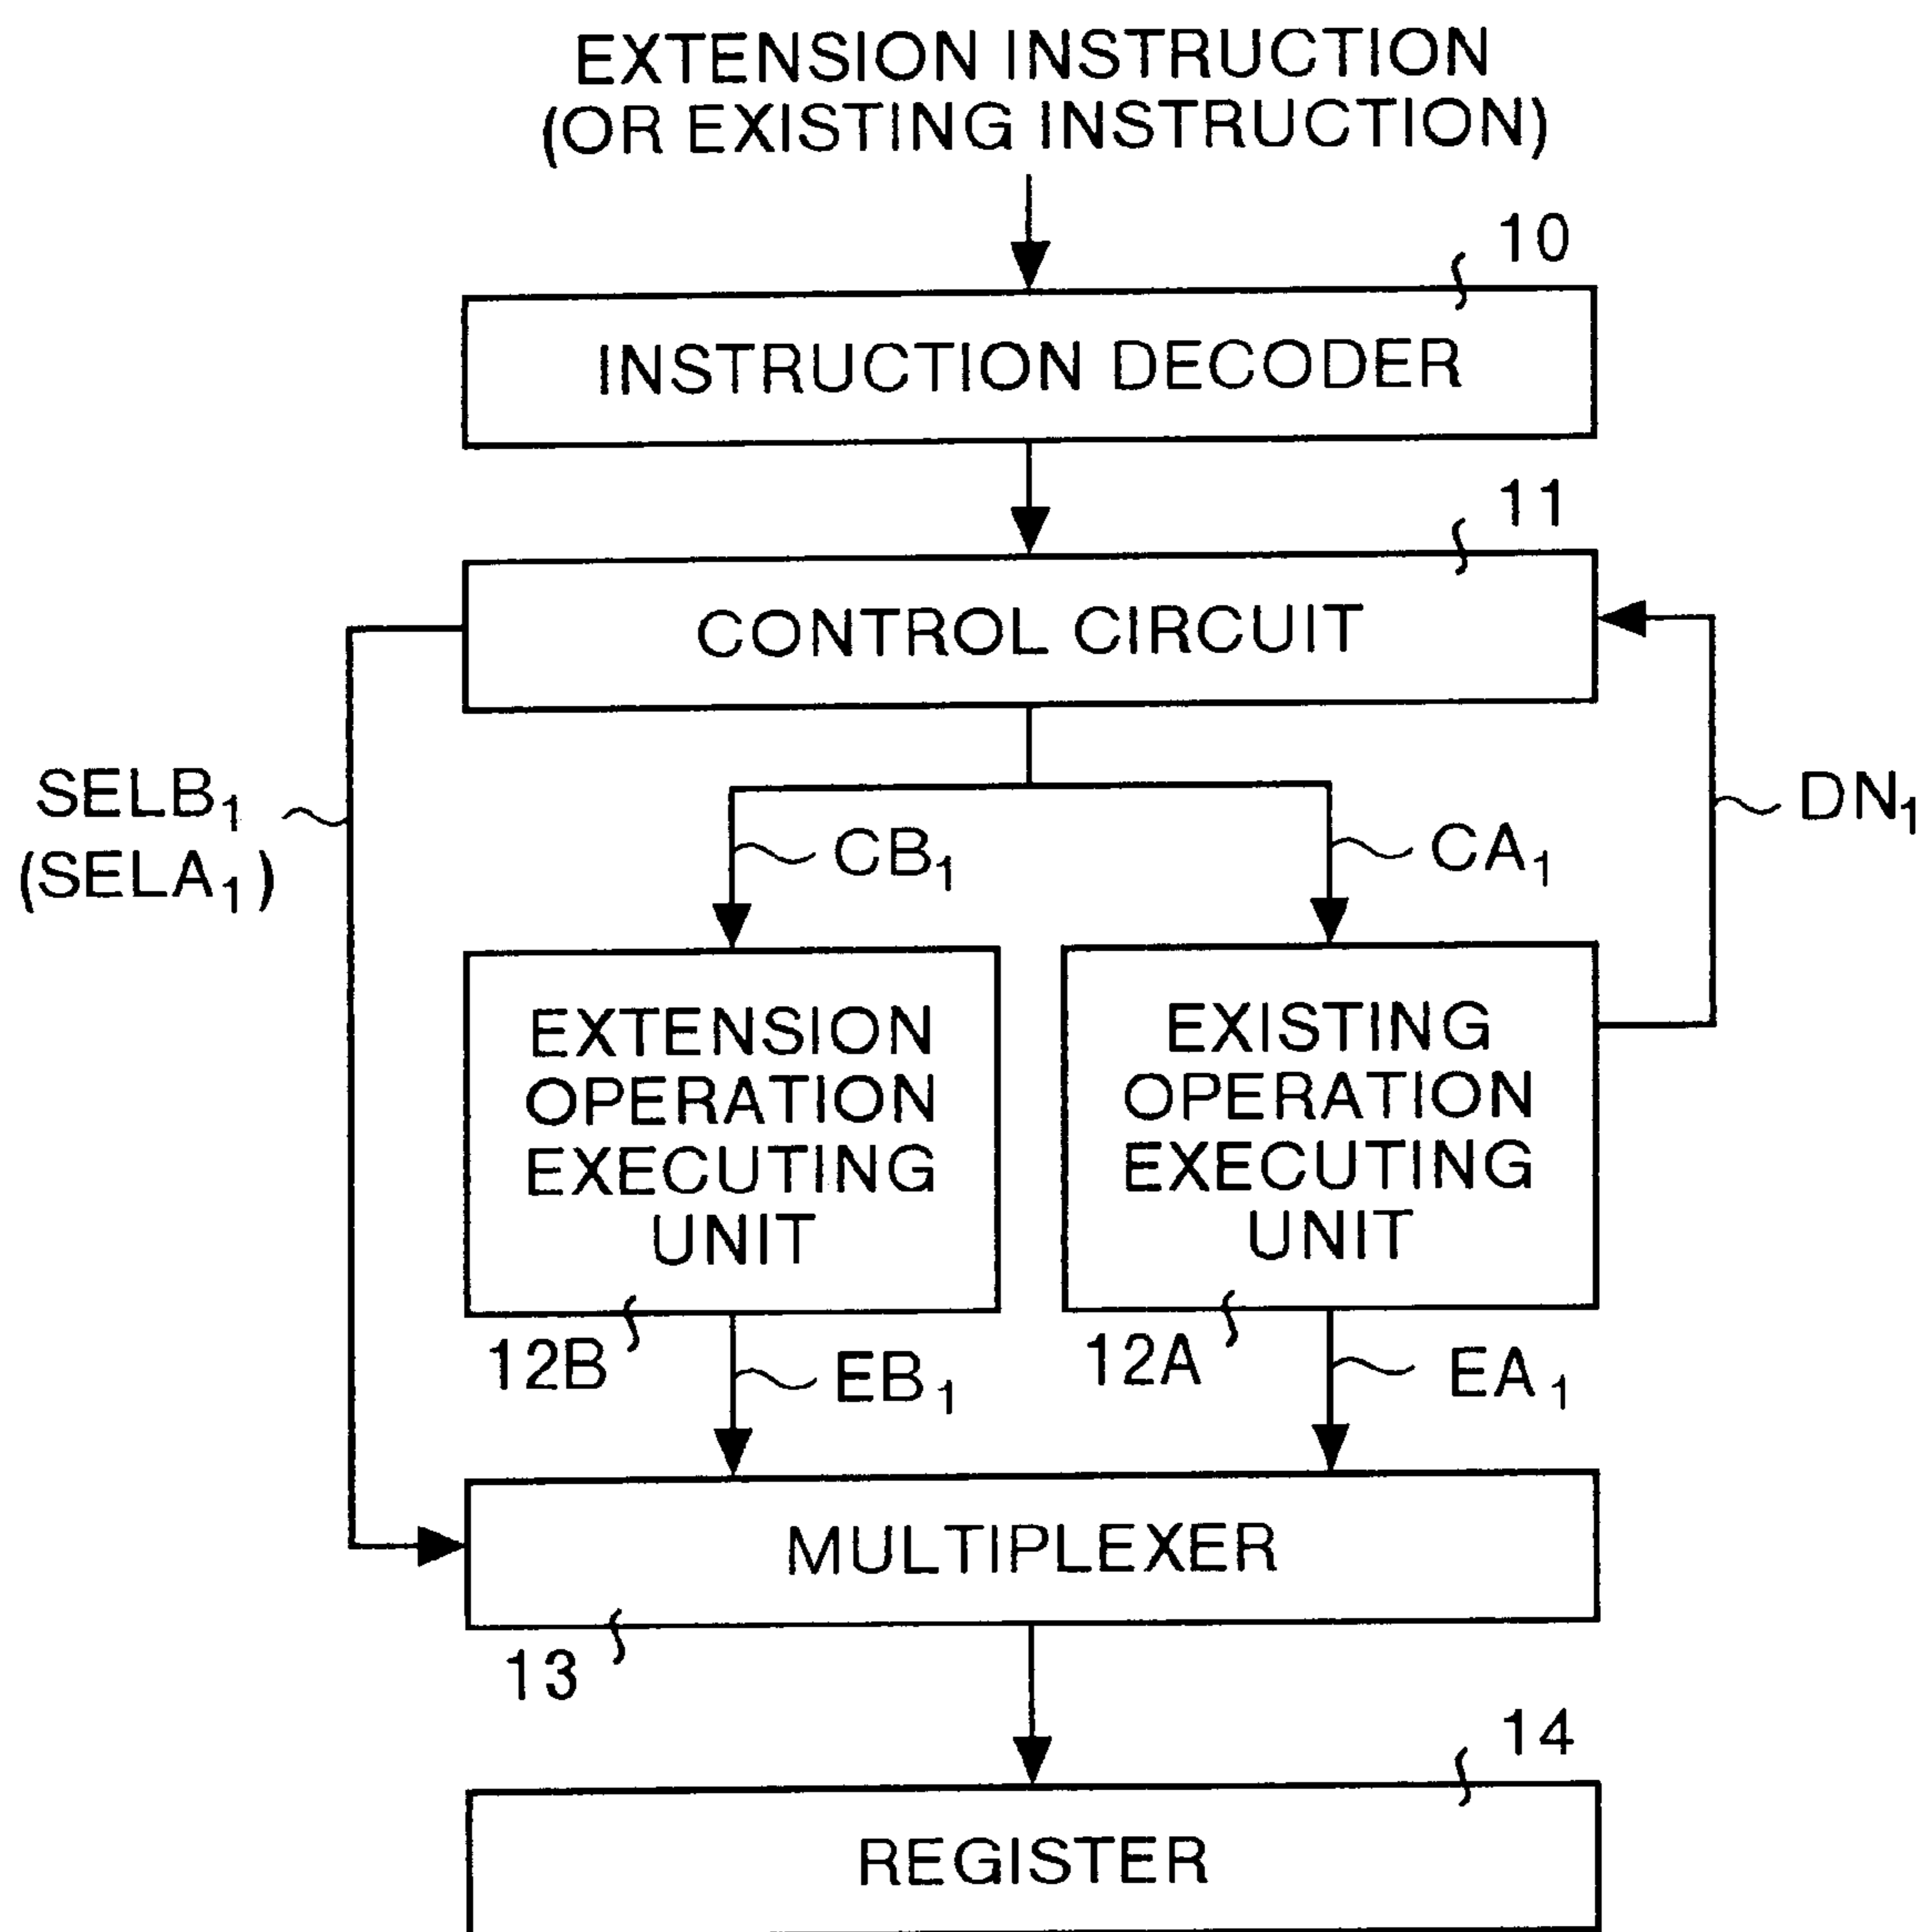 EXTENSION INSTRUCTION
(OR EXISTING INSTRUCTION)
10
INSTRUCTION DECODER
11
CONTROL CIRCUIT
SELB1
(SELA1)
DN1
CB1
CA1
EXTENSION
OPERATION
EXECUTING
UNIT
EXISTING
OPERATION
EXECUTING
UNIT
12B
EB1
12A
EA1
MULTIPLEXER
13
14
REGISTER